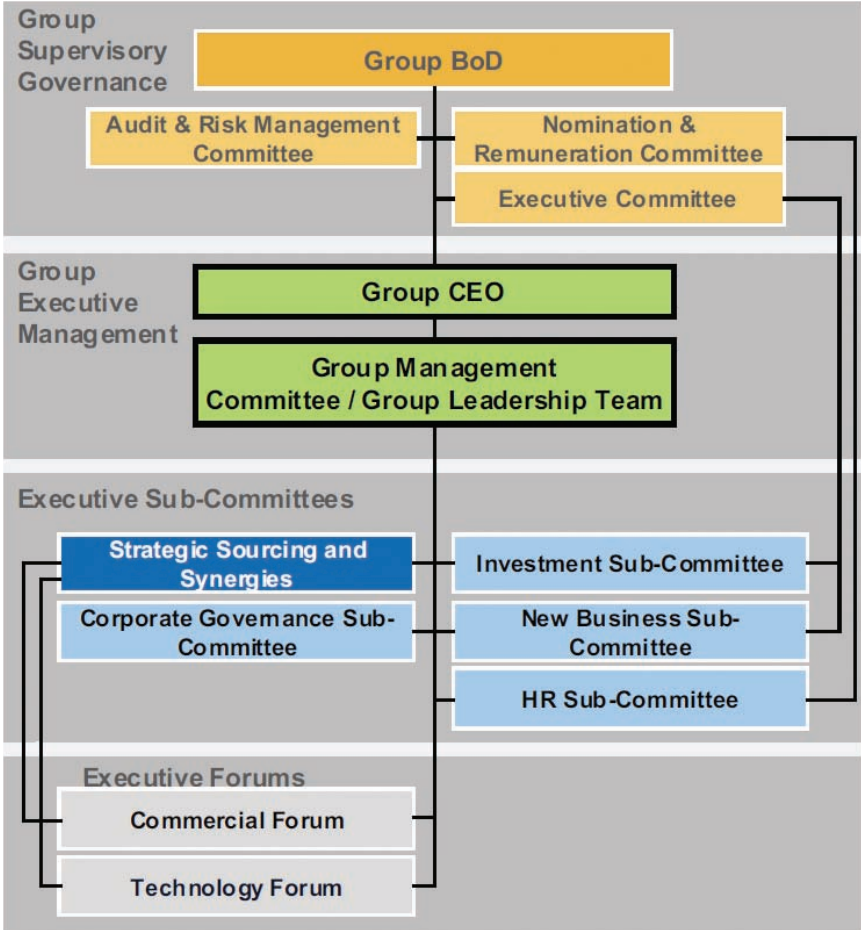 Group
Supervisory
Governance
Group BoD
Audit & Risk Management
Committee
Nomination &
Remuneration Committee
Executive Committee
Group
Executive
Management
Group CEO
Group Management
Committee / Group Leadership Team
Executive Sub-Committees
Strategic Sourcing and
Synergies
Investment Sub-Committee
Corporate Governance Sub-
Committee
New Business Sub-
Committee
HR Sub-Committee
Executive Forums
Commercial Forum
Technology Forum